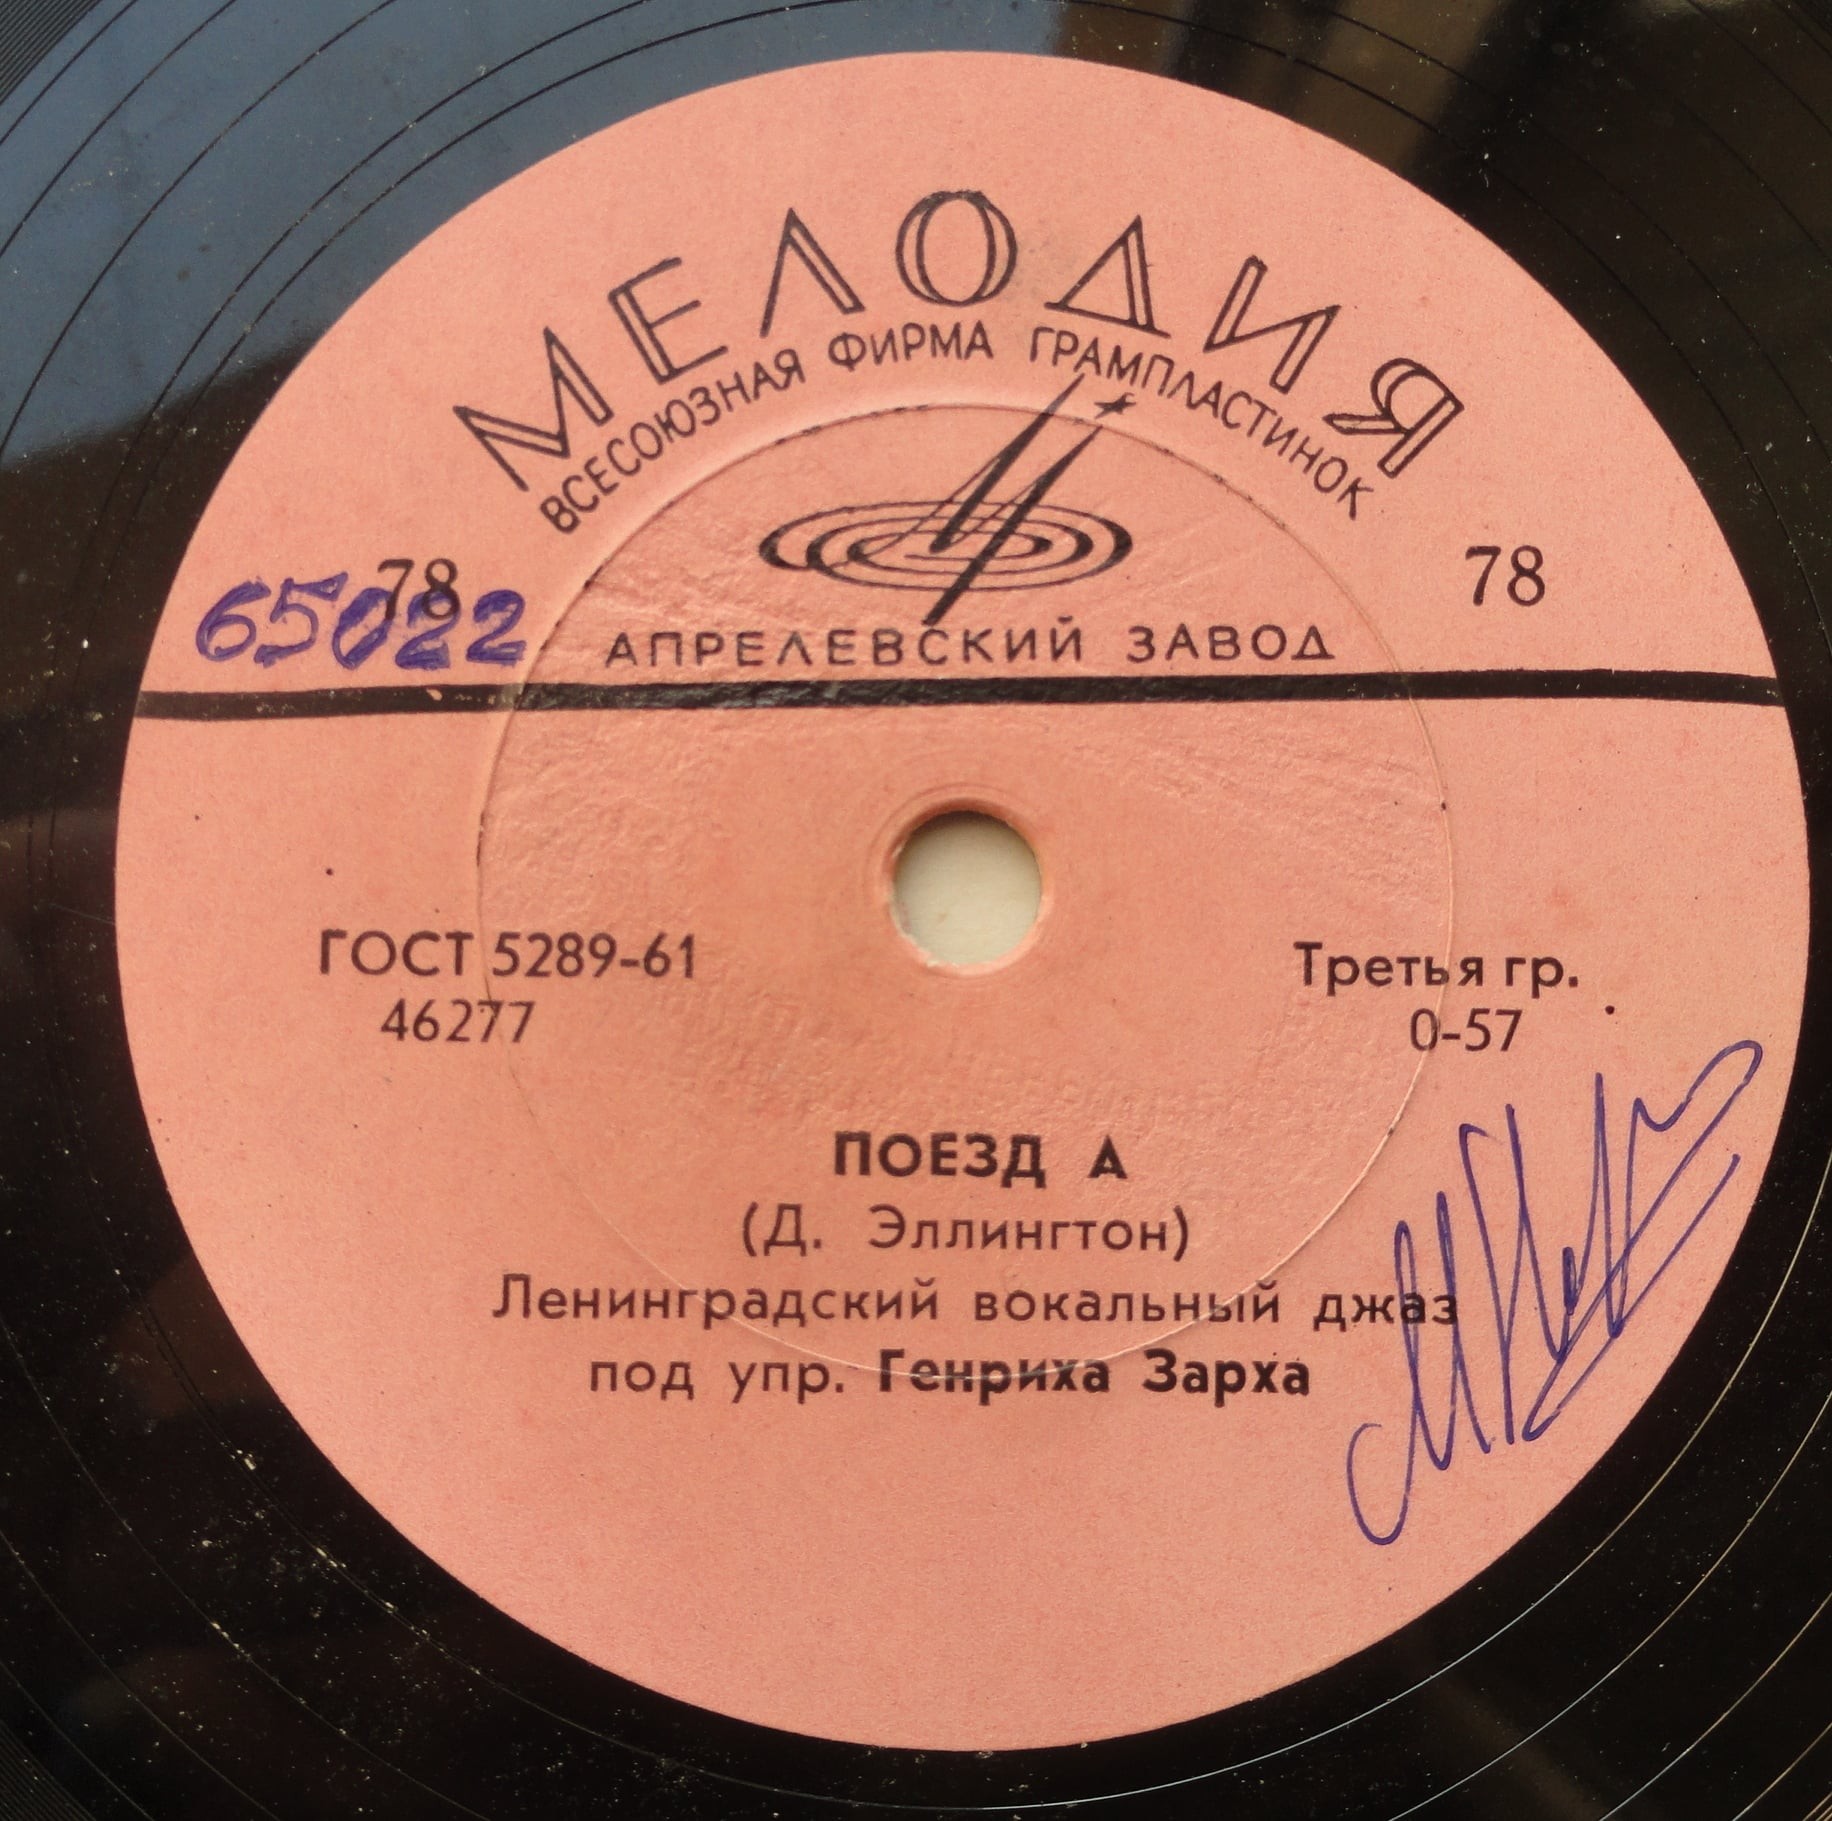 МЕЛОДИЯ
ВСЕСОЮЗНАЯ ФИРМА ГРАМПЛАСТИНОК
78 78
65022
АПРЕЛЕВСКИЙ ЗАВОД
ГОСТ 5289-61 Третья гр.
46277 0-57
ПОЕЗД А
(Д. Эллингтон)
Ленинградский вокальный джаз
под упр. Генриха Зарха